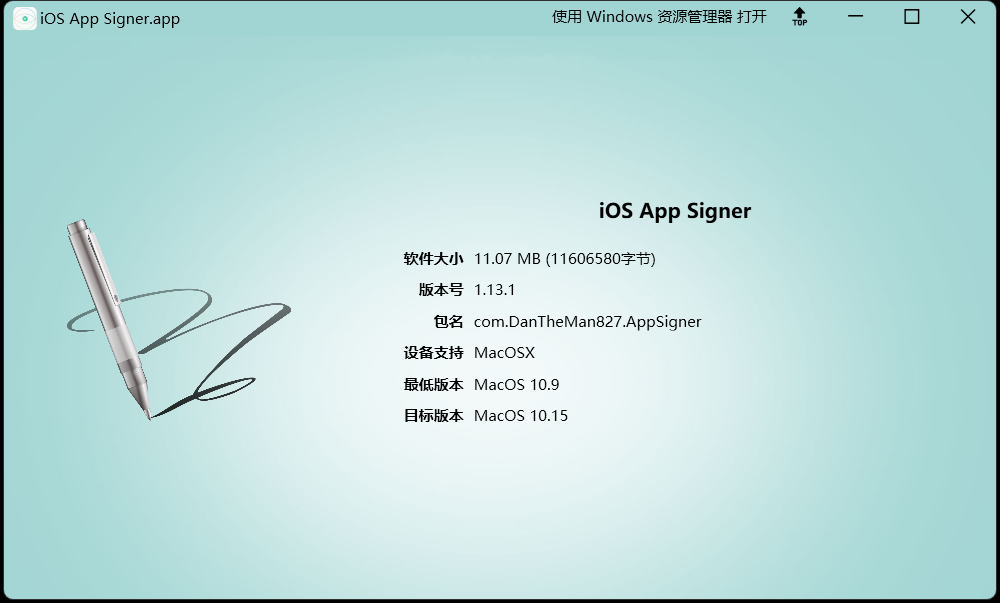 iOS App Signer.app
使用 Windows 资源管理器 打开
TOP
iOS App Signer
软件大小 11.07 MB (11606580字节)
版本号 1.13.1
包名 com.DanTheMan827.AppSigner
设备支持 MacOSX
最低版本 MacOS 10.9
目标版本 MacOS 10.15